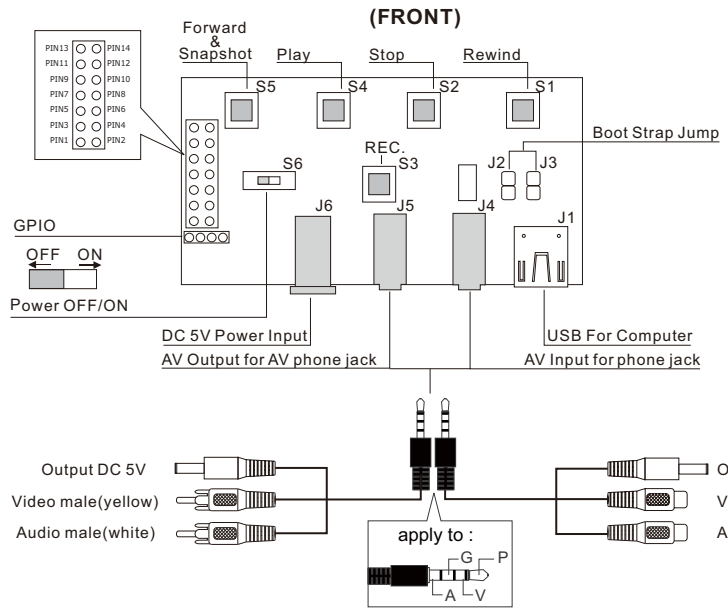 (FRONT)
Forward
&
Snapshot
Play
Stop
Rewind
PIN13
PIN14
PIN11
PIN12
PIN9
PIN10
PIN7
PIN8
PIN5
PIN6
PIN3
PIN4
PIN1
PIN2
S5
S4
S2
S1
Boot Strap Jump
REC.
S6
S3
J2
J3
J6
J5
J4
J1
GPIO
OFF
ON
Power OFF/ON
DC 5V Power Input
USB For Computer
AV Output for AV phone jack
AV Input for phone jack
Output DC 5V
O
Video male(yellow)
V
Audio male(white)
A
apply to :
G
P
A
V